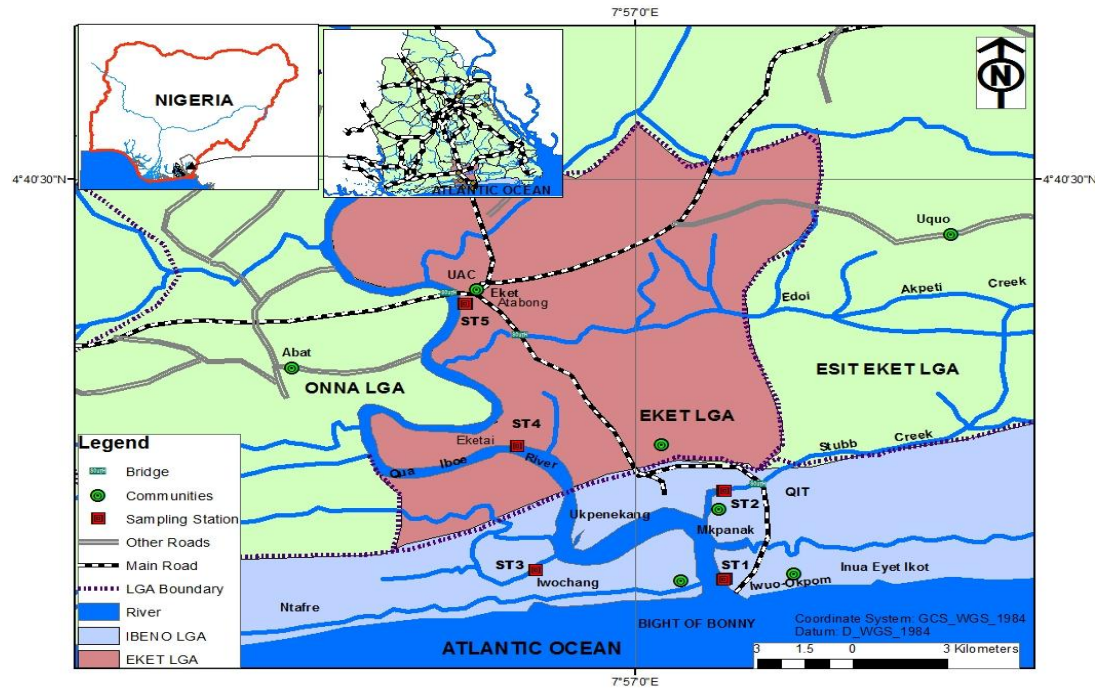 7°57'0"E
NIGERIA
ATLANTIC OCEAN
N
4°40'30"N
4°40'30"N
Uquo
UAC
Eket
Atabong
ST5
Edoi
Akpeti
Creek
Abat
ONNA LGA
ESIT EKET LGA
EKET LGA
ST4
Eketai
Qua
Iboe
River
Stubb
Creek
QIT
ST2
Ukpenekang
Mkpanak
ST3
Iwochang
ST1
Iwuo-Okpom
Inua Eyet Ikot
Ntafre
BIGHT OF BONNY
ATLANTIC OCEAN
Legend
Bridge
Communities
Sampling Station
Other Roads
Main Road
LGA Boundary
River
IBENO LGA
EKET LGA
Coordinate System: GCS_WGS_1984
Datum: D_WGS_1984
3 1.5 0 3 Kilometers
7°57'0"E